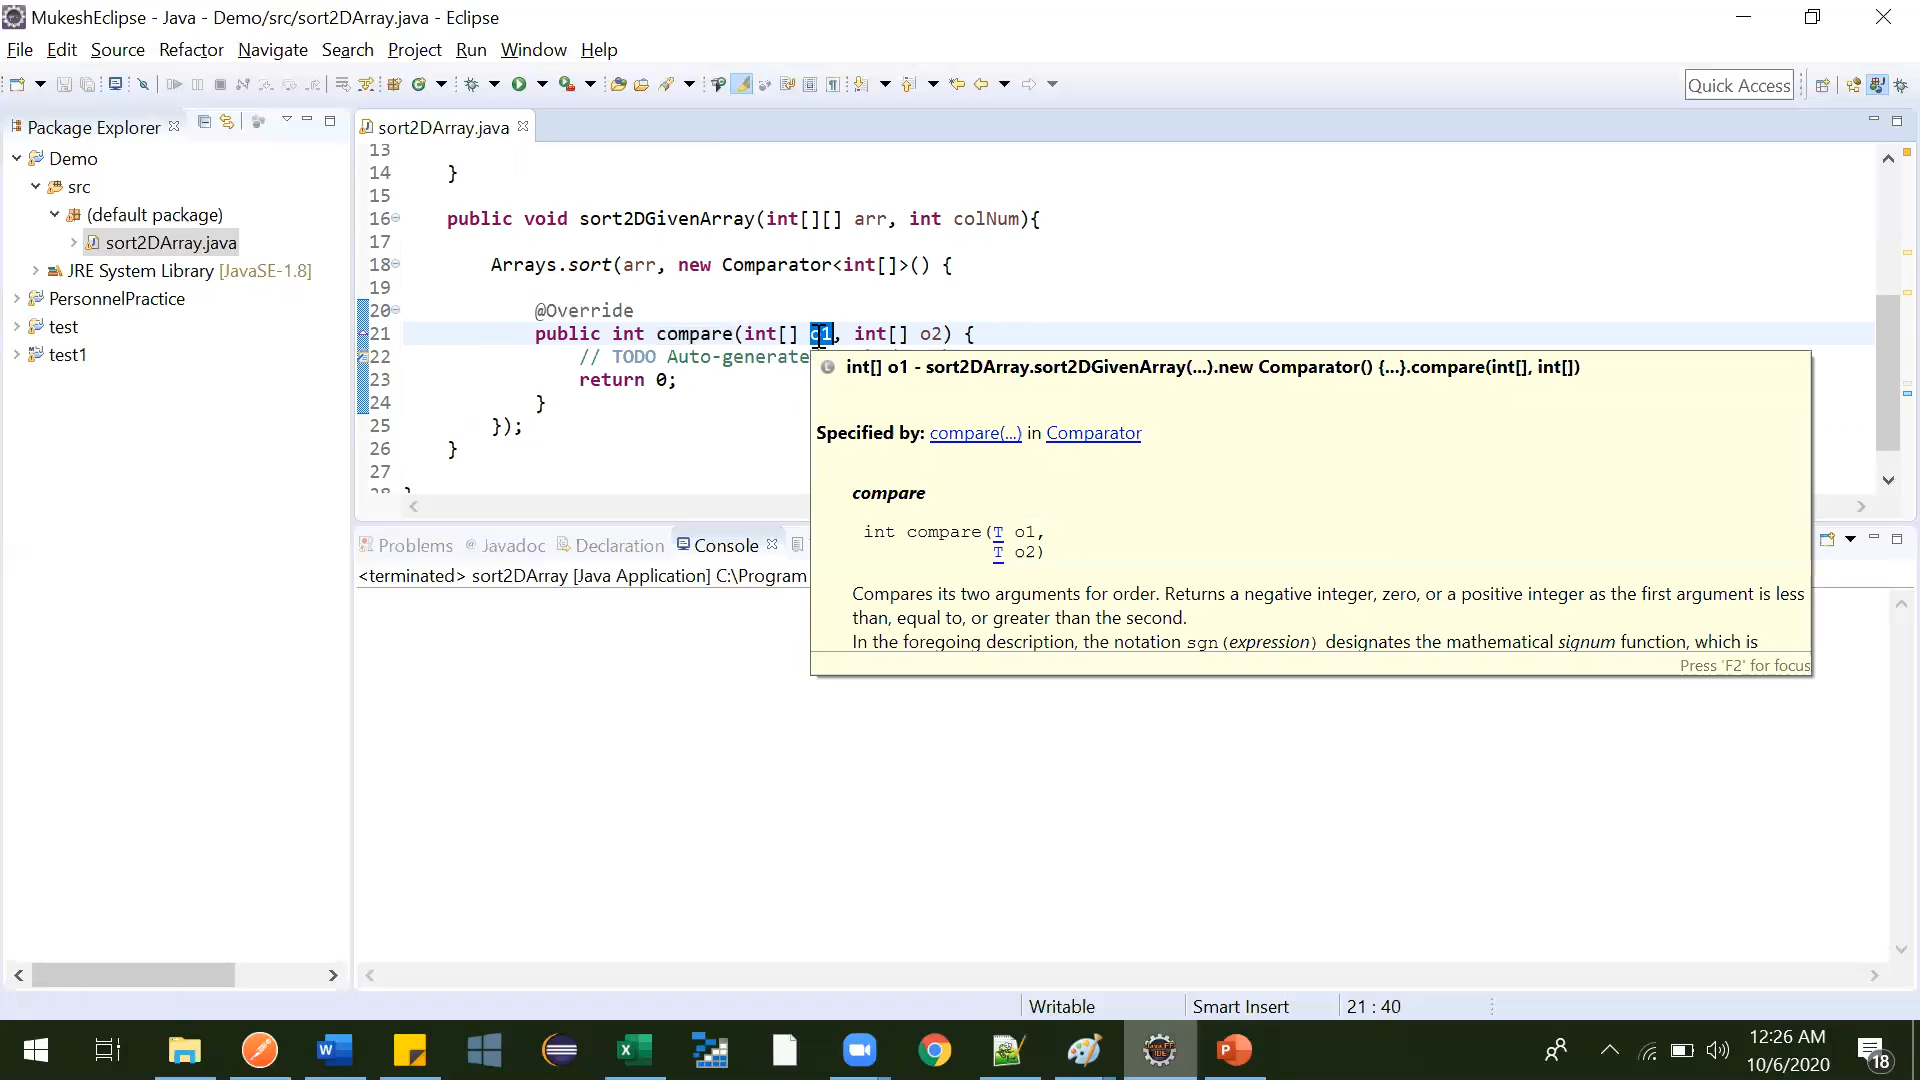 MukeshEclipse - Java - Demo/src/sort2DArray.java - Eclipse
File Edit Source Refactor Navigate Search Project Run Window Help
Quick Access
Package Explorer
sort2DArray.java
Demo
src
(default package)
sort2DArray.java
JRE System Library [JavaSE-1.8]
PersonnelPractice
test
test1
13
14 }
15
16 public void sort2DGivenArray(int[][] arr, int colNum){
17
18 Arrays.sort(arr, new Comparator<int[]>() {
19
20 @Override
21 public int compare(int[] o1, int[] o2) {
22 // TODO Auto-generate
23 return 0;
24 }
25 });
26 }
27
int[] o1 - sort2DArray.sort2DGivenArray(...).new Comparator() {...}.compare(int[], int[])
Specified by: compare(...) in Comparator
compare
int compare(T o1,
T o2)
Compares its two arguments for order. Returns a negative integer, zero, or a positive integer as the first argument is less
than, equal to, or greater than the second.
In the foregoing description, the notation sgn(expression) designates the mathematical signum function, which is
Press 'F2' for focus
Problems @ Javadoc Declaration Console
<terminated> sort2DArray [Java Application] C:\Program
Writable Smart Insert 21 : 40
12:26 AM
10/6/2020
18